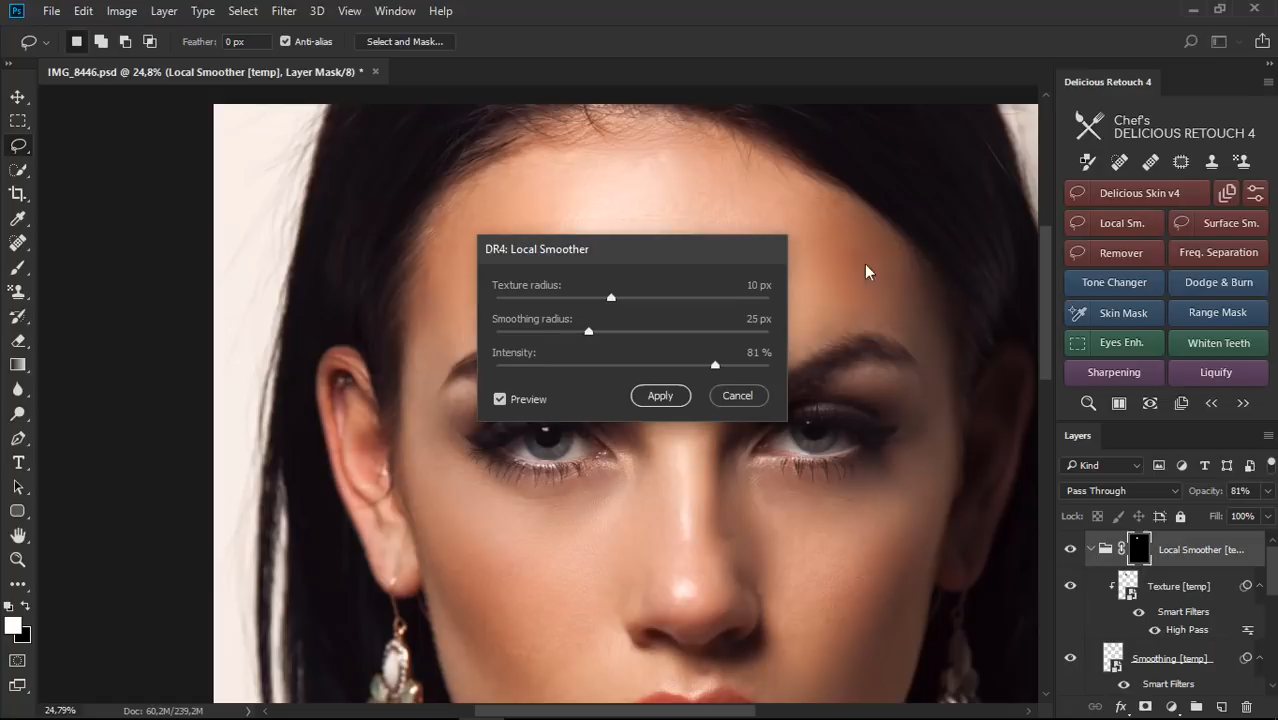 Ps File Edit Image Layer Type Select Filter 3D View Window Help
Feather: 0 px Anti-alias Select and Mask...
IMG_8446.psd @ 24,8% (Local Smoother [temp], Layer Mask/8) *
Delicious Retouch 4
Chef's
DELICIOUS RETOUCH 4
Delicious Skin v4
Local Sm. Surface Sm.
Remover Freq. Separation
Tone Changer Dodge & Burn
Skin Mask Range Mask
Eyes Enh. Whiten Teeth
Sharpening Liquify
DR4: Local Smoother
Texture radius: 10 px
Smoothing radius: 25 px
Intensity: 81 %
Preview Apply Cancel
Layers
Kind
Pass Through Opacity: 81%
Lock: Fill: 100%
Local Smoother [te...
Texture [temp]
Smart Filters
High Pass
Smoothing [temp]
Smart Filters
24,79% Doc: 60,2M/239,2M